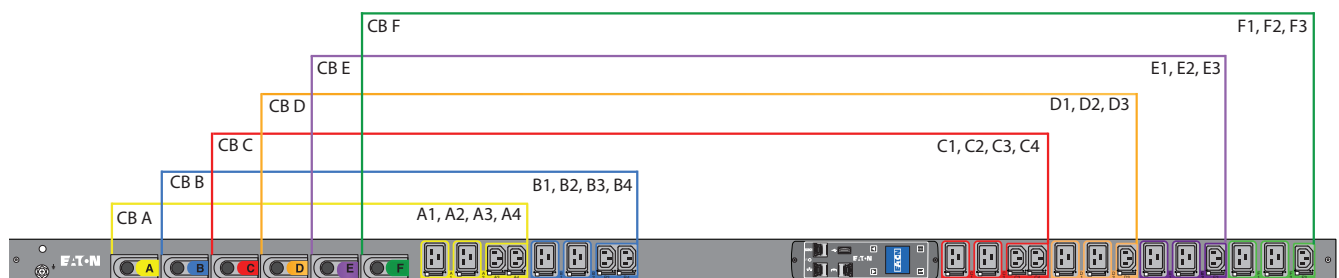 CB F
F1, F2, F3
CB E
E1, E2, E3
CB D
D1, D2, D3
CB C
C1, C2, C3, C4
CB B
B1, B2, B3, B4
CB A
A1, A2, A3, A4
EATON
A
B
C
D
E
F
EATON